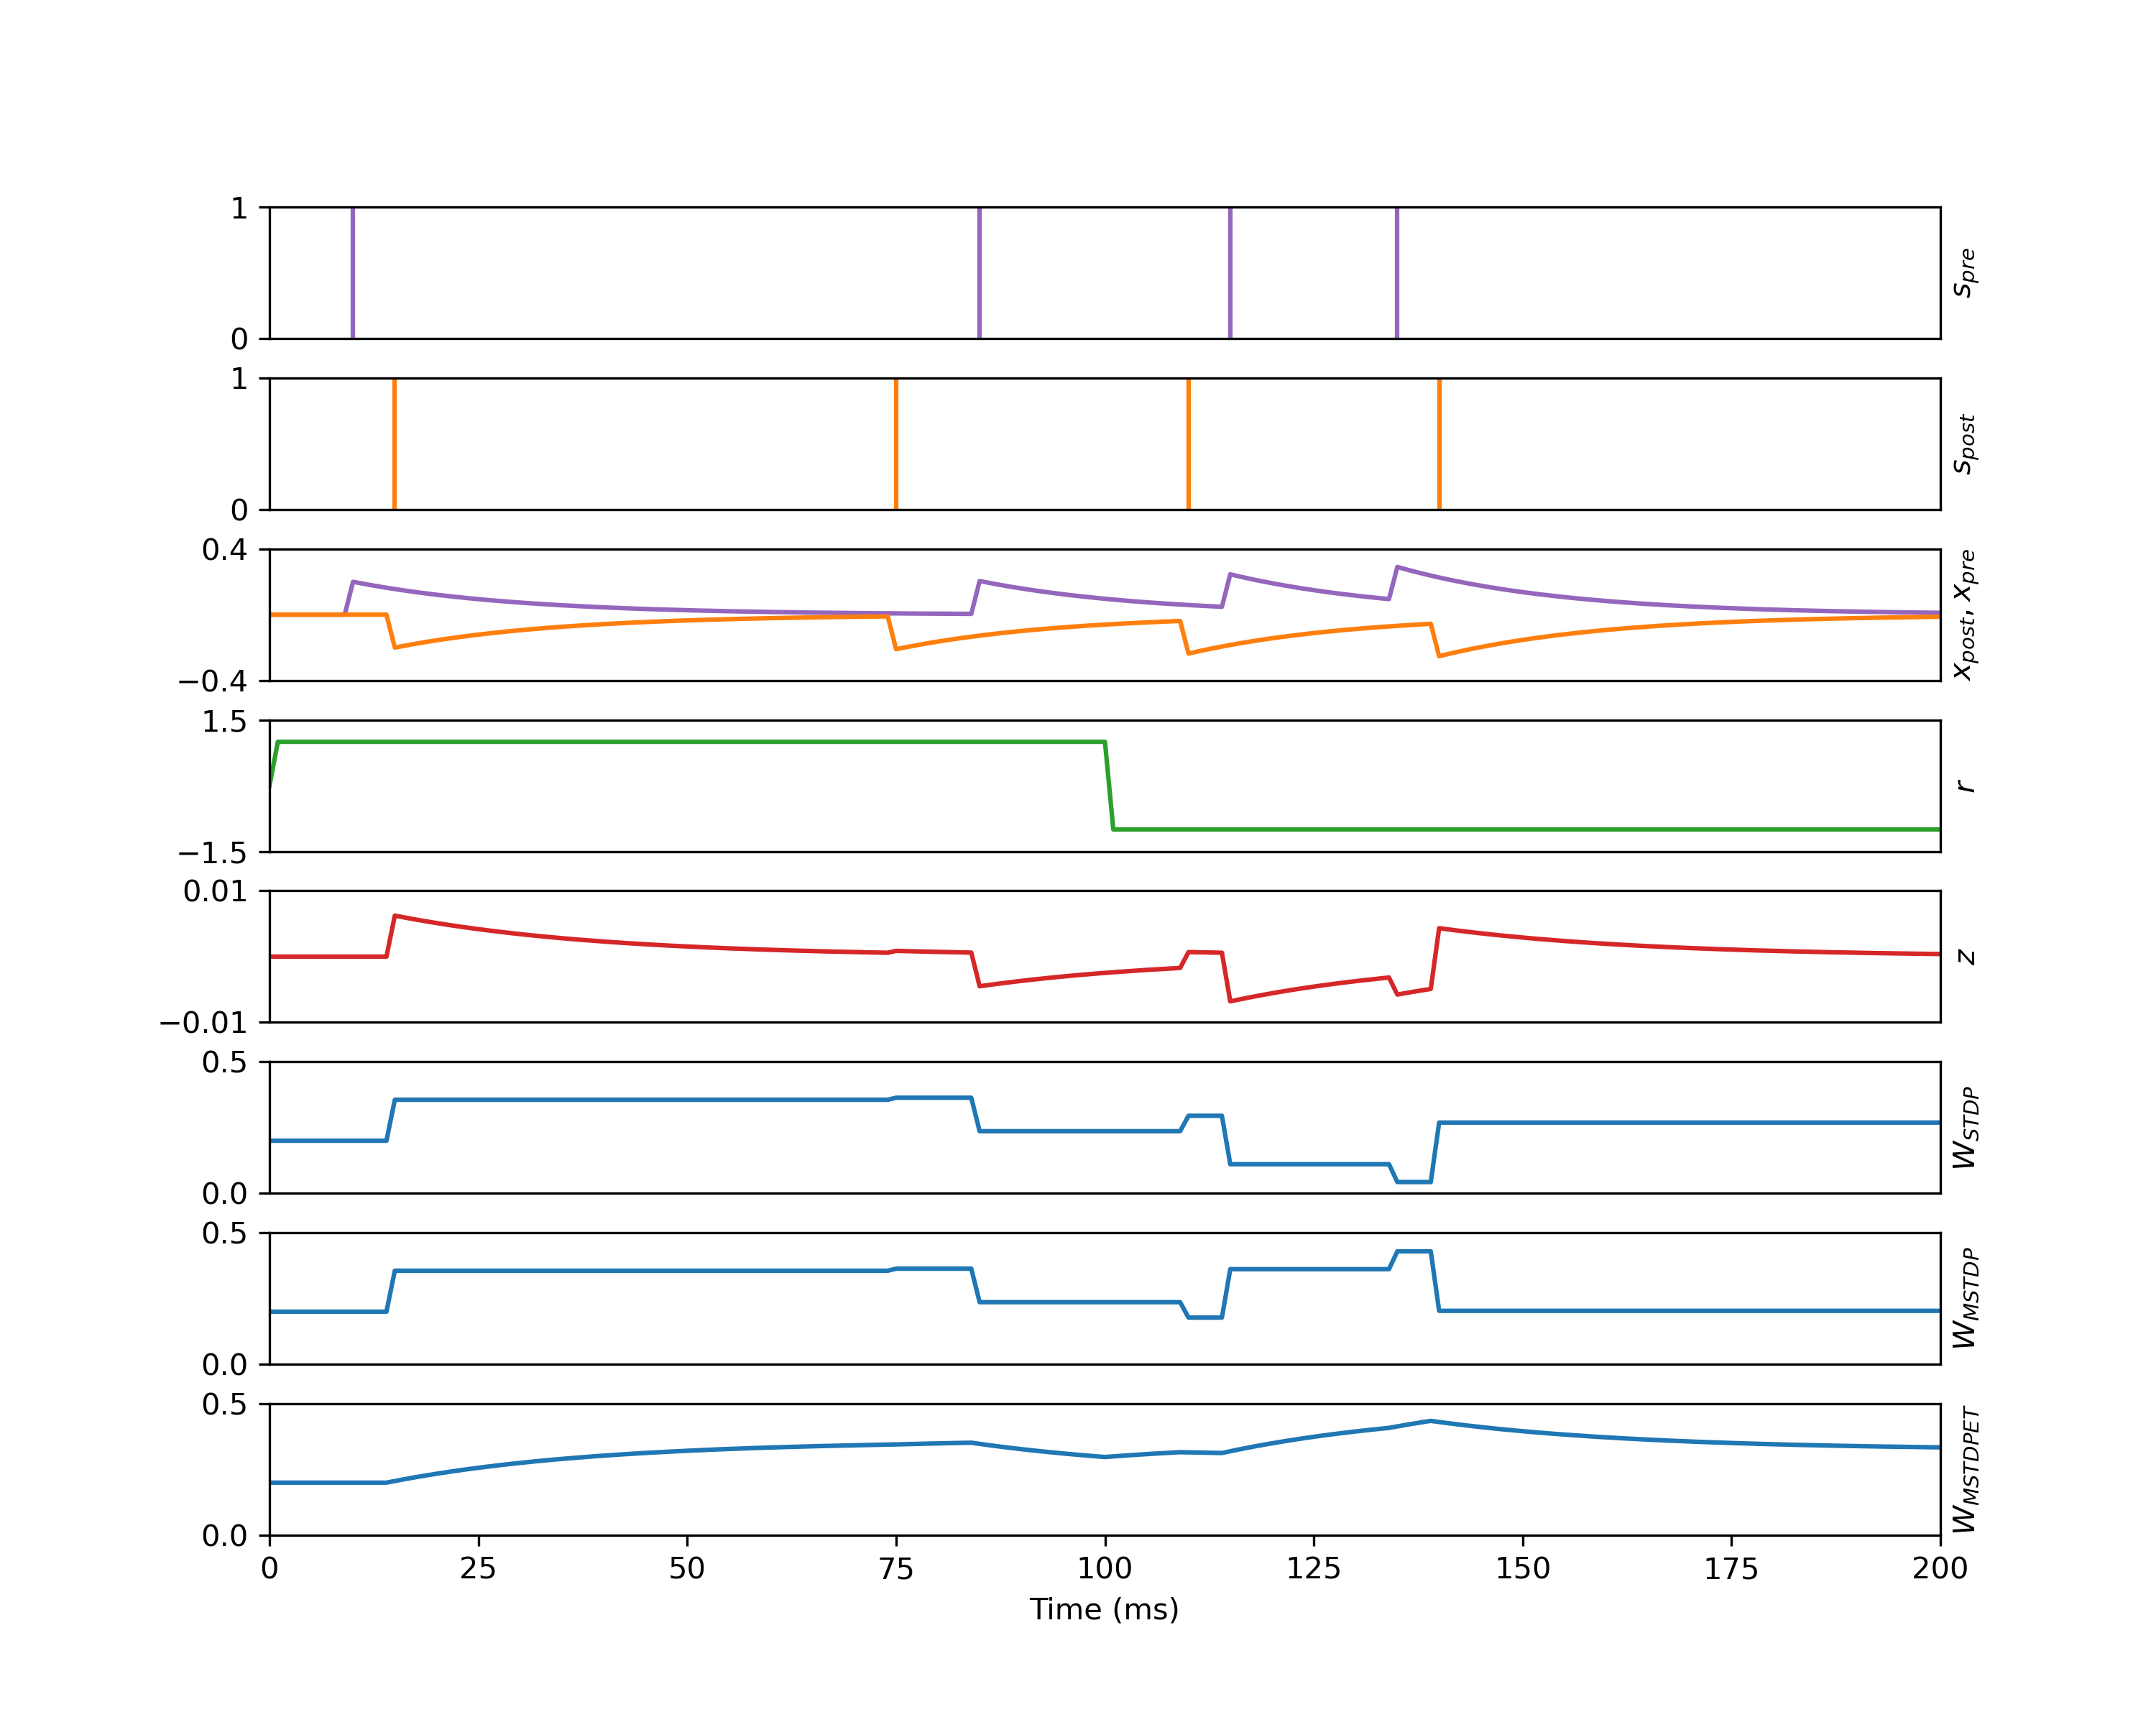 1
0
s_pre
1
0
s_post
0.4
−0.4
x_post, x_pre
1.5
−1.5
r
0.01
−0.01
z
0.5
0.0
W_STDP
0.5
0.0
W_MSTDP
0.5
0.0
W_MSTDPET
0 25 50 75 100 125 150 175 200
Time (ms)